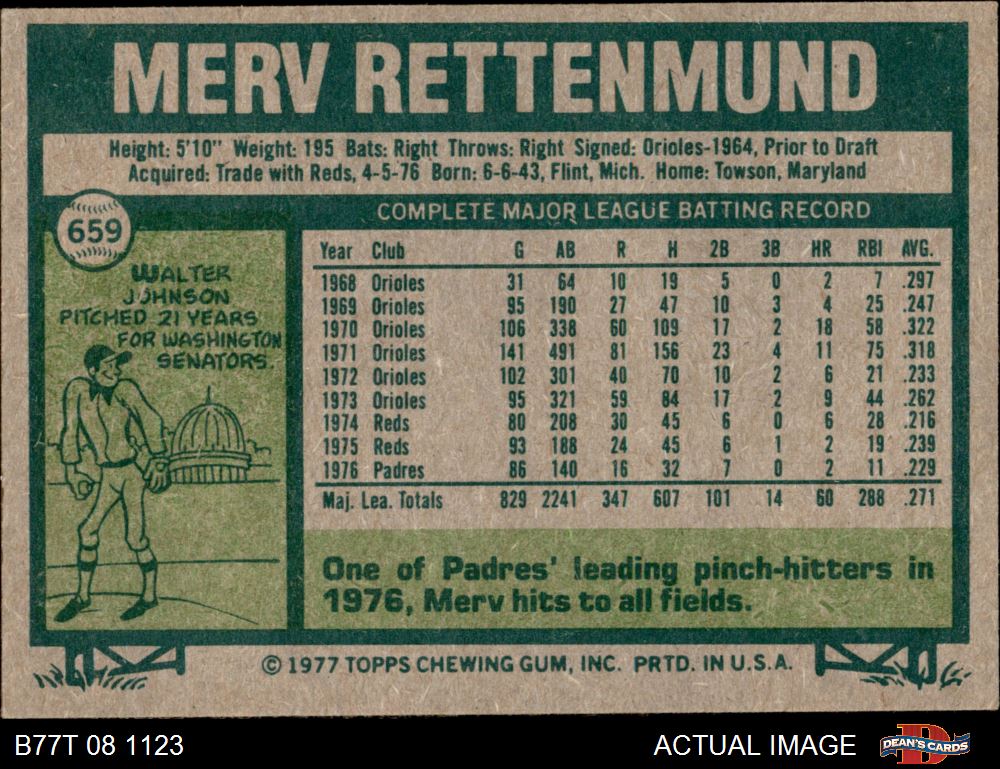 MERV RETTENMUND
Height: 5'10" Weight: 195 Bats: Right Throws: Right Signed: Orioles-1964, Prior to Draft
Acquired: Trade with Reds, 4-5-76 Born: 6-6-43, Flint, Mich. Home: Towson, Maryland
659
WALTER
JOHNSON
PITCHED 21 YEARS
FOR WASHINGTON
SENATORS.
COMPLETE MAJOR LEAGUE BATTING RECORD
Year Club G AB R H 2B 3B HR RBI AVG.
1968 Orioles 31 64 10 19 5 0 2 7 .297
1969 Orioles 95 190 27 47 10 3 4 25 .247
1970 Orioles 106 338 60 109 17 2 18 58 .322
1971 Orioles 141 491 81 156 23 4 11 75 .318
1972 Orioles 102 301 40 70 10 2 6 21 .233
1973 Orioles 95 321 59 84 17 2 9 44 .262
1974 Reds 80 208 30 45 6 0 6 28 .216
1975 Reds 93 188 24 45 6 1 2 19 .239
1976 Padres 86 140 16 32 7 0 2 11 .229
Maj. Lea. Totals 829 2241 347 607 101 14 60 288 .271
One of Padres' leading pinch-hitters in
1976, Merv hits to all fields.
© 1977 TOPPS CHEWING GUM, INC. PRTD. IN U.S.A.
B77T 08 1123
ACTUAL IMAGE
DEAN'S CARDS